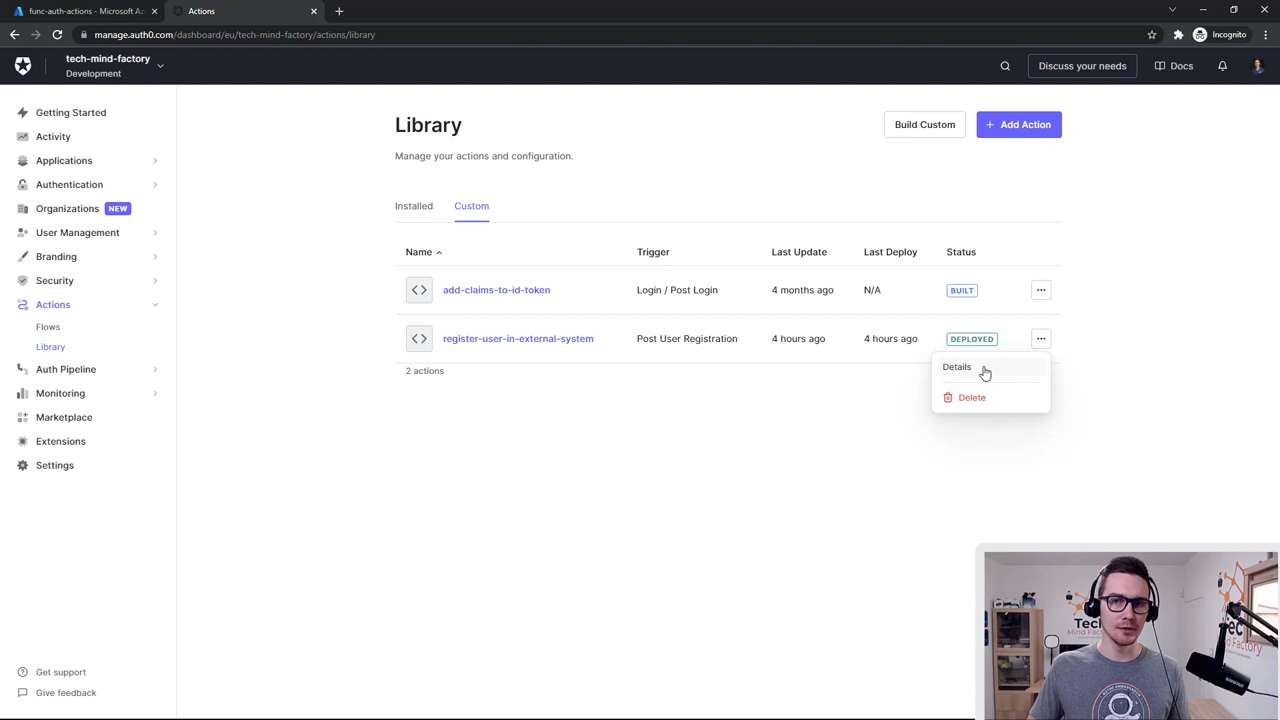 func-auth-actions - Microsoft Az
Actions
manage.auth0.com/dashboard/eu/tech-mind-factory/actions/library
Incognito
tech-mind-factory
Development
Discuss your needs
Docs
Getting Started
Activity
Applications
Authentication
Organizations NEW
User Management
Branding
Security
Actions
Flows
Library
Auth Pipeline
Monitoring
Marketplace
Extensions
Settings
Get support
Give feedback
Library
Build Custom
+ Add Action
Manage your actions and configuration.
Installed
Custom
Name Trigger Last Update Last Deploy Status
add-claims-to-id-token Login / Post Login 4 months ago N/A BUILT
register-user-in-external-system Post User Registration 4 hours ago 4 hours ago DEPLOYED
Details
Delete
2 actions
Tech
Mind Factory